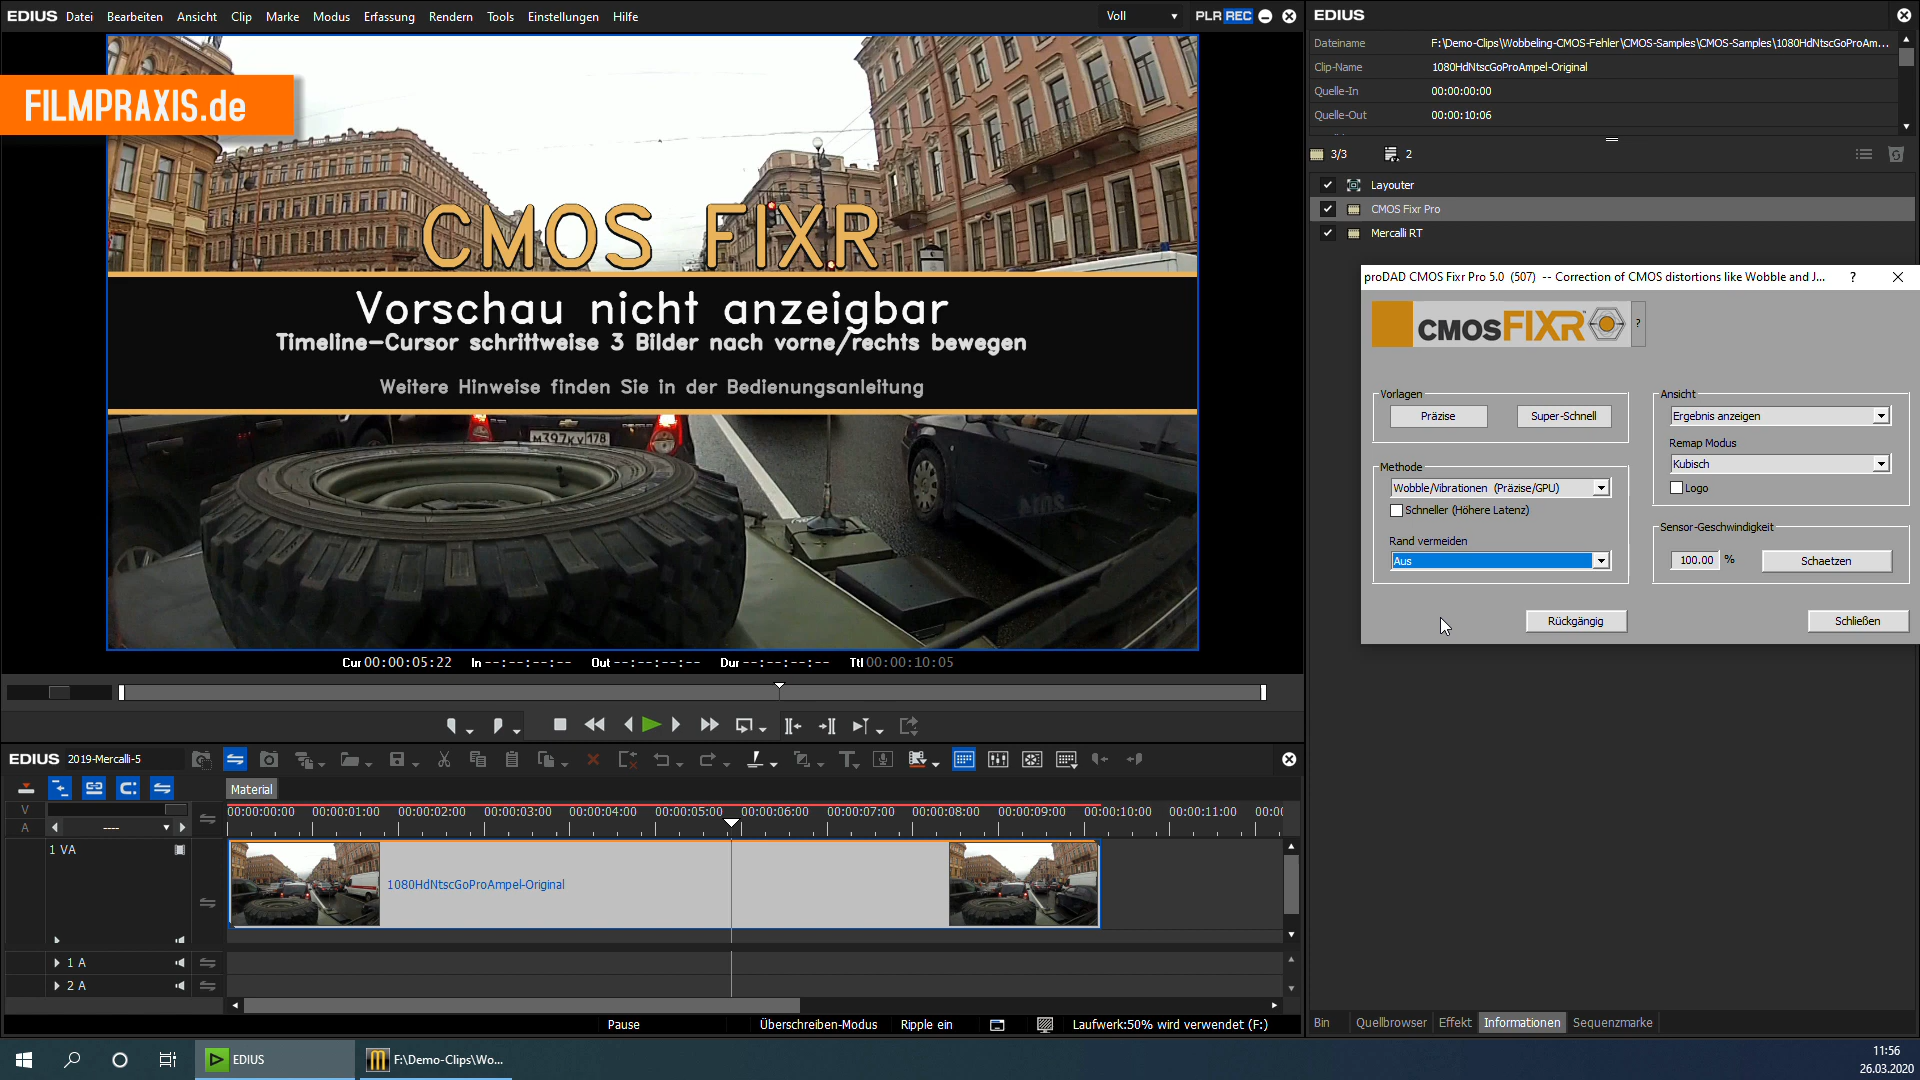 EDIUS Datei Bearbeiten Ansicht Clip Marke Modus Erfassung Rendern Tools Einstellungen Hilfe
Voll PLR REC
FILMPRAXIS.de
CMOS FIXR
Vorschau nicht anzeigbar
Timeline-Cursor schrittweise 3 Bilder nach vorne/rechts bewegen
Weitere Hinweise finden Sie in der Bedienungsanleitung
M397KY 178
Cur 00:00:05:22 In --:--:--:-- Out --:--:--:-- Dur --:--:--:-- Ttl 00:00:10:05
EDIUS
Dateiname F:\Demo-Clips\Wobbeling-CMOS-Fehler\CMOS-Samples\CMOS-Samples\1080HdNtscGoProAm...
Clip-Name 1080HdNtscGoProAmpel-Original
Quelle-In 00:00:00:00
Quelle-Out 00:00:10:06
3/3 2
Layouter
CMOS Fixr Pro
Mercalli RT
proDAD CMOS Fixr Pro 5.0 (507) -- Correction of CMOS distortions like Wobble and J... ?
CMOSFIXR ?
Vorlagen
Präzise Super-Schnell
Methode
Wobble/Vibrationen (Präzise/GPU)
Schneller (Höhere Latenz)
Rand vermeiden
Aus
Ansicht
Ergebnis anzeigen
Remap Modus
Kubisch
Logo
Sensor-Geschwindigkeit
100.00 % Schaetzen
Rückgängig Schließen
EDIUS 2019-Mercalli-5
Material
V
A ----
00:00:00:00 00:00:01:00 00:00:02:00 00:00:03:00 00:00:04:00 00:00:05:00 00:00:06:00 00:00:07:00 00:00:08:00 00:00:09:00 00:00:10:00 00:00:11:00 00:0
1 VA
1080HdNtscGoProAmpel-Original
1 A
2 A
Pause Überschreiben-Modus Ripple ein Laufwerk:50% wird verwendet (F:)
Bin Quellbrowser Effekt Informationen Sequenzmarke
EDIUS F:\Demo-Clips\Wo...
11:56
26.03.2020